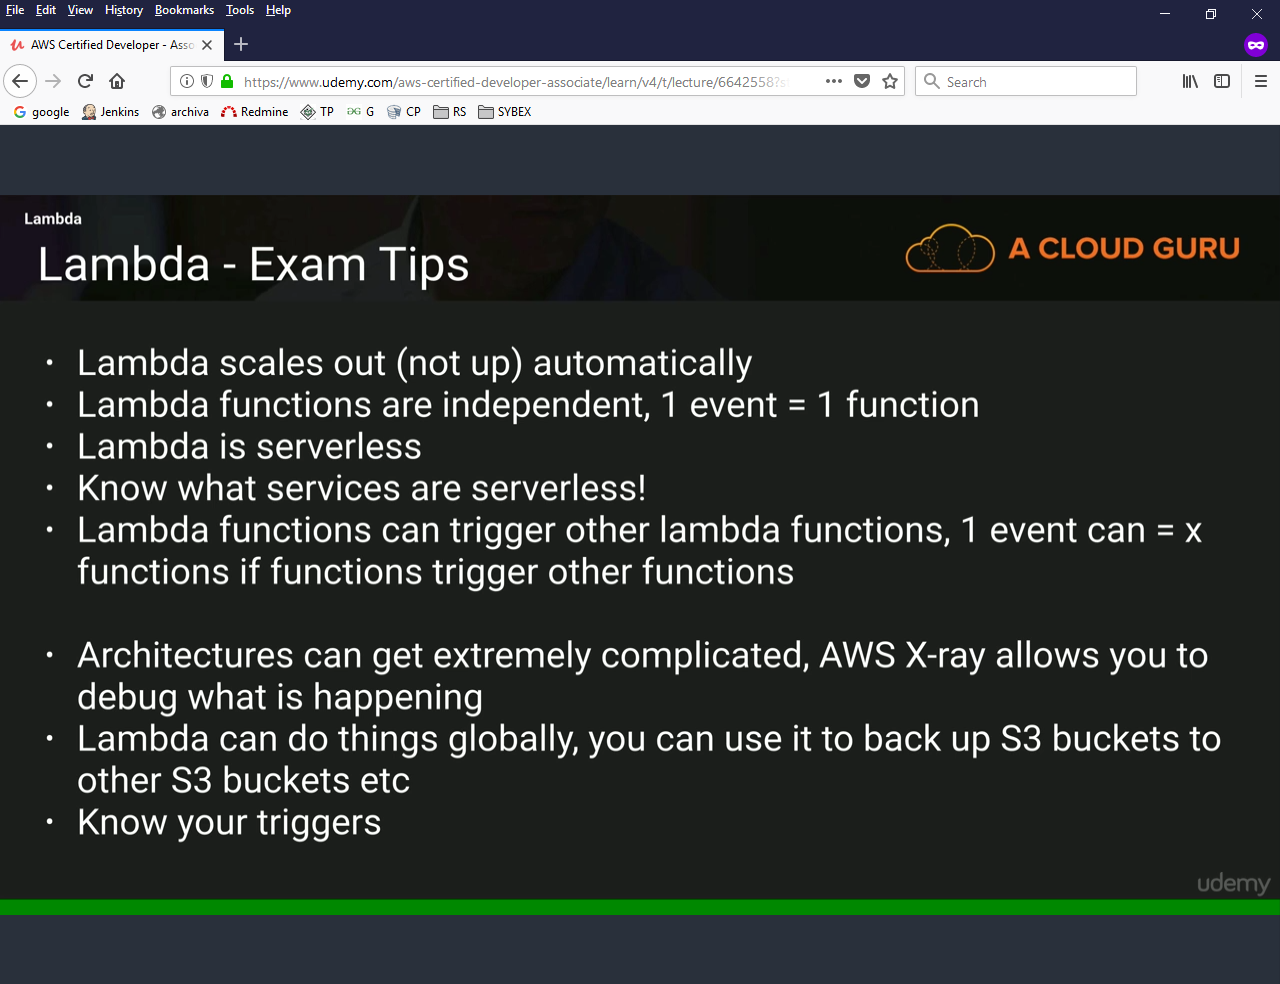 File Edit View History Bookmarks Tools Help
AWS Certified Developer - Asso
https://www.udemy.com/aws-certified-developer-associate/learn/v4/t/lecture/6642558?s
Search
google Jenkins archiva Redmine TP G CP RS SYBEX
Lambda
Lambda - Exam Tips
A CLOUD GURU
• Lambda scales out (not up) automatically
• Lambda functions are independent, 1 event = 1 function
• Lambda is serverless
• Know what services are serverless!
• Lambda functions can trigger other lambda functions, 1 event can = x
functions if functions trigger other functions
• Architectures can get extremely complicated, AWS X-ray allows you to
debug what is happening
• Lambda can do things globally, you can use it to back up S3 buckets to
other S3 buckets etc
• Know your triggers
udemy